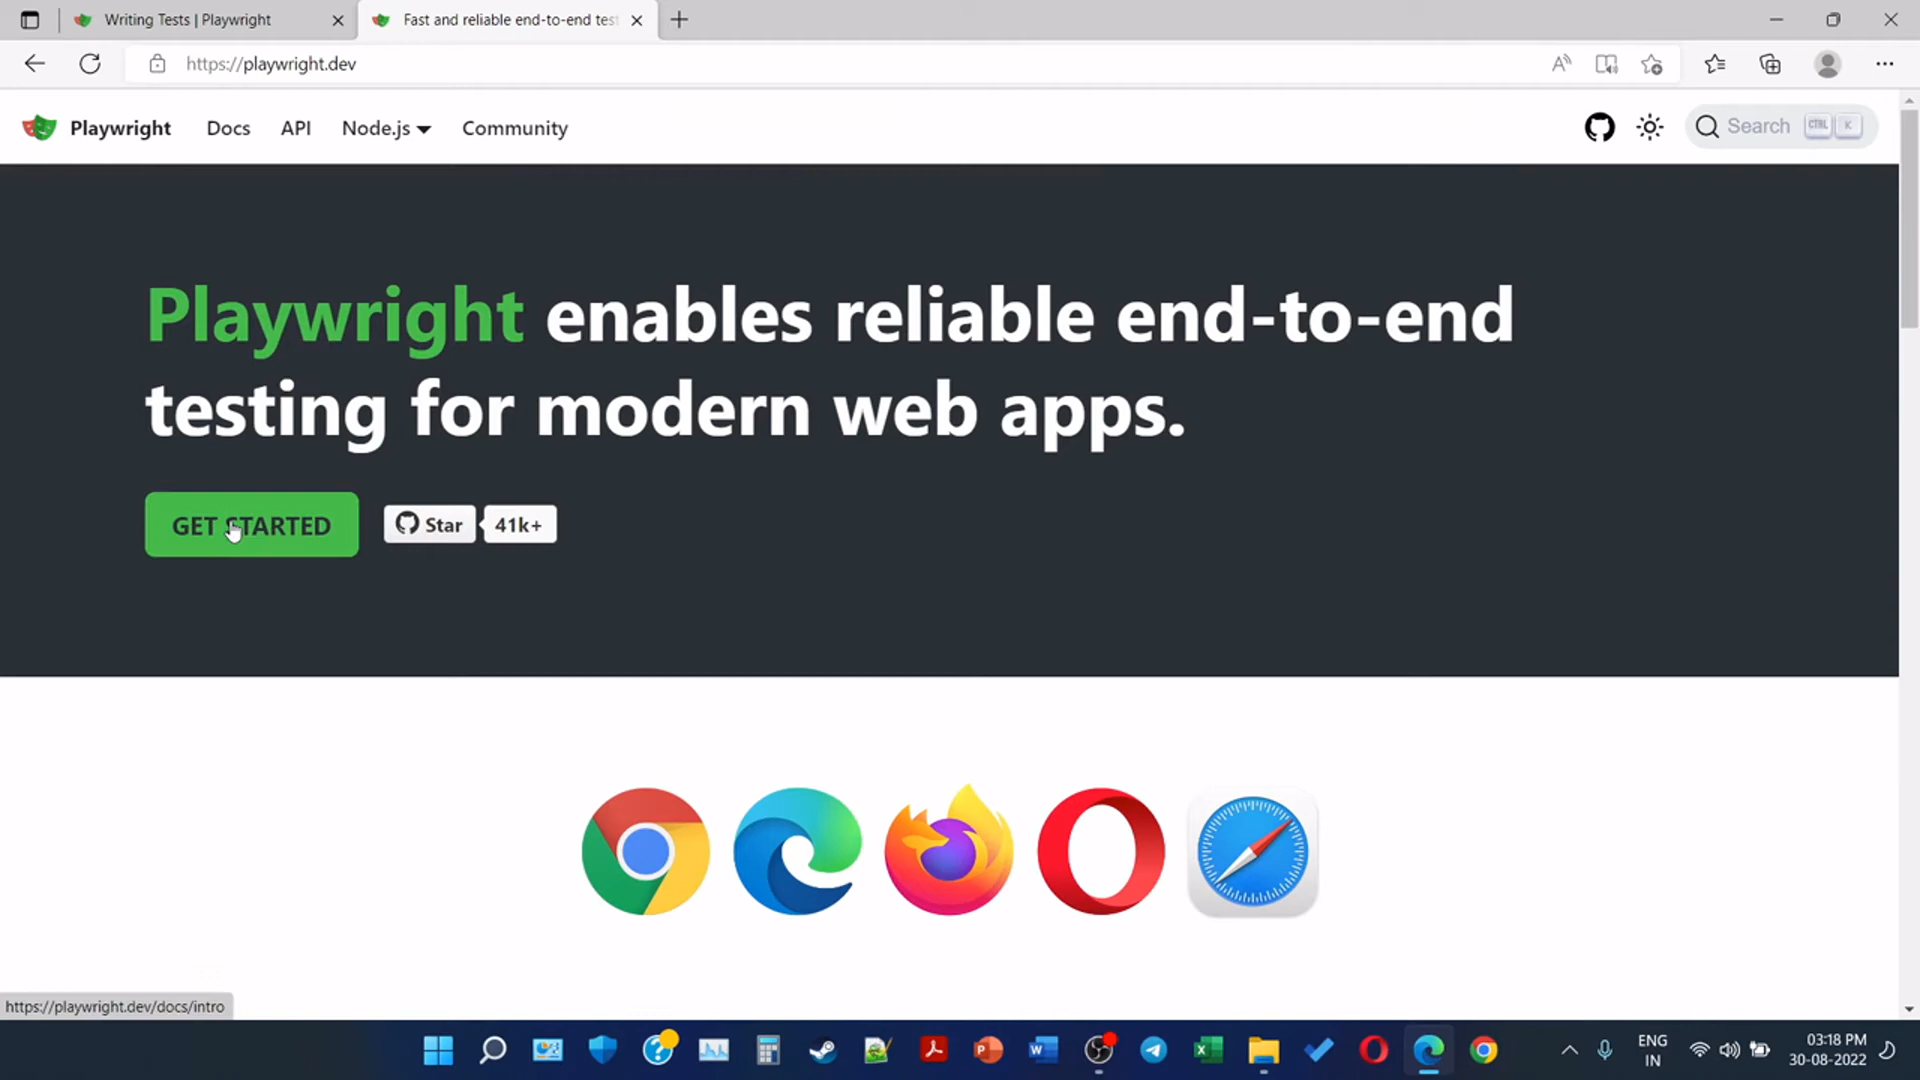 Writing Tests | Playwright
Fast and reliable end-to-end tes
https://playwright.dev
Playwright
Docs
API
Node.js
Community
Search
CTRL
K
Playwright enables reliable end-to-end
testing for modern web apps.
GET STARTED
Star
41k+
https://playwright.dev/docs/intro
ENG
IN
03:18 PM
30-08-2022